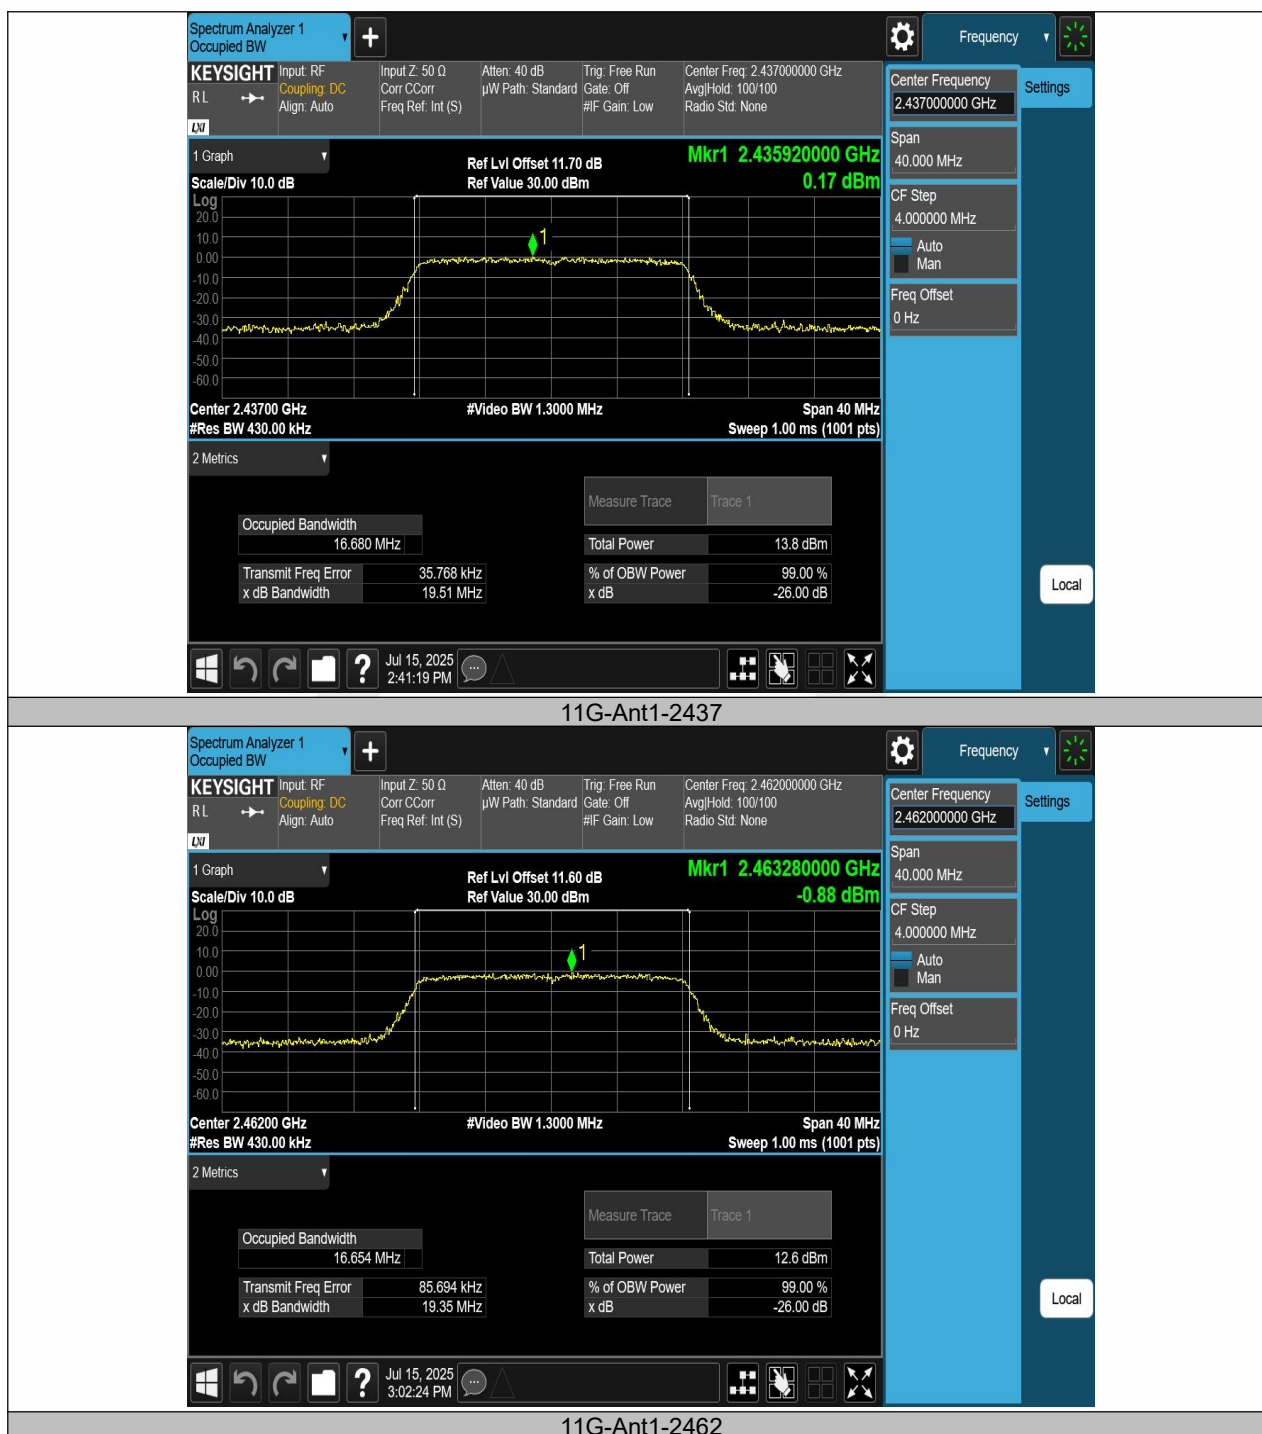 Spectrum Analyzer 1
Occupied BW
+
Frequency
KEYSIGHT
R L
LXI
Input: RF
Coupling: DC
Align: Auto
Input Z: 50 Ω
Corr CCorr
Freq Ref: Int (S)
Atten: 40 dB
µW Path: Standard
Trig: Free Run
Gate: Off
#IF Gain: Low
Center Freq: 2.437000000 GHz
Avg|Hold: 100/100
Radio Std: None
Center Frequency
2.437000000 GHz
Settings
Span
40.000 MHz
CF Step
4.000000 MHz
Auto
Man
Freq Offset
0 Hz
Local
1 Graph
Scale/Div 10.0 dB
Ref Lvl Offset 11.70 dB
Ref Value 30.00 dBm
Mkr1 2.435920000 GHz
0.17 dBm
Log
20.0
10.0
0.00
-10.0
-20.0
-30.0
-40.0
-50.0
-60.0
1
Center 2.43700 GHz
#Video BW 1.3000 MHz
Span 40 MHz
#Res BW 430.00 kHz
Sweep 1.00 ms (1001 pts)
2 Metrics
Measure Trace Trace 1
Occupied Bandwidth
16.680 MHz
Total Power 13.8 dBm
Transmit Freq Error 35.768 kHz
% of OBW Power 99.00 %
x dB Bandwidth 19.51 MHz
x dB -26.00 dB
?
Jul 15, 2025
2:41:19 PM
11G-Ant1-2437
Spectrum Analyzer 1
Occupied BW
+
Frequency
KEYSIGHT
R L
LXI
Input: RF
Coupling: DC
Align: Auto
Input Z: 50 Ω
Corr CCorr
Freq Ref: Int (S)
Atten: 40 dB
µW Path: Standard
Trig: Free Run
Gate: Off
#IF Gain: Low
Center Freq: 2.462000000 GHz
Avg|Hold: 100/100
Radio Std: None
Center Frequency
2.462000000 GHz
Settings
Span
40.000 MHz
CF Step
4.000000 MHz
Auto
Man
Freq Offset
0 Hz
Local
1 Graph
Scale/Div 10.0 dB
Ref Lvl Offset 11.60 dB
Ref Value 30.00 dBm
Mkr1 2.463280000 GHz
-0.88 dBm
Log
20.0
10.0
0.00
-10.0
-20.0
-30.0
-40.0
-50.0
-60.0
1
Center 2.46200 GHz
#Video BW 1.3000 MHz
Span 40 MHz
#Res BW 430.00 kHz
Sweep 1.00 ms (1001 pts)
2 Metrics
Measure Trace Trace 1
Occupied Bandwidth
16.654 MHz
Total Power 12.6 dBm
Transmit Freq Error 85.694 kHz
% of OBW Power 99.00 %
x dB Bandwidth 19.35 MHz
x dB -26.00 dB
?
Jul 15, 2025
3:02:24 PM
11G-Ant1-2462